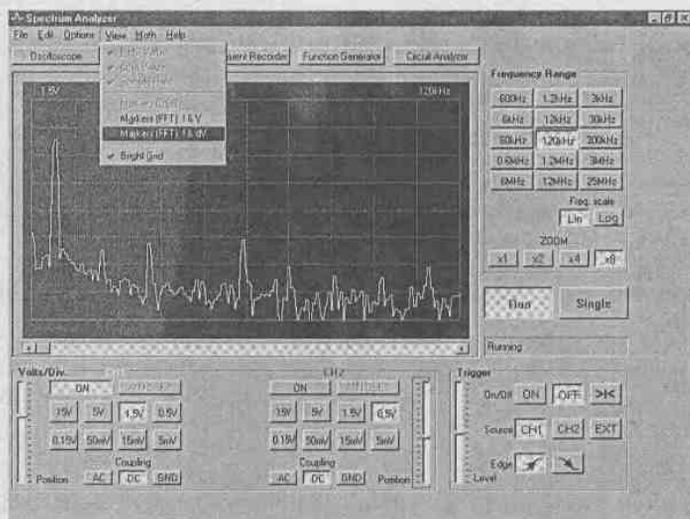 Spectrum Analyzer
File Edit Options View Math Help
Oscilloscope
Function Generator
Circuit Analyzer
Markers (FFT) f & V
Markers (FFT) f & dV
Bright Grid
1.5V
120kHz
Frequency Range
600Hz 1.2kHz 3kHz
6kHz 12kHz 30kHz
60kHz 120kHz 300kHz
0.6MHz 1.2MHz 3MHz
6MHz 12MHz 25MHz
Freq. scale
Lin Log
ZOOM
x1 x2 x4 x8
Run Single
Running
Volts/Div.
ON
15V 5V 1.5V 0.5V
0.15V 50mV 15mV 5mV
Coupling
Position AC DC GND
CH2
ON
15V 5V 1.5V 0.5V
0.15V 50mV 15mV 5mV
Coupling
AC DC GND Position
Trigger
On/Off ON OFF
Source CH1 CH2 EXT
Edge
Level